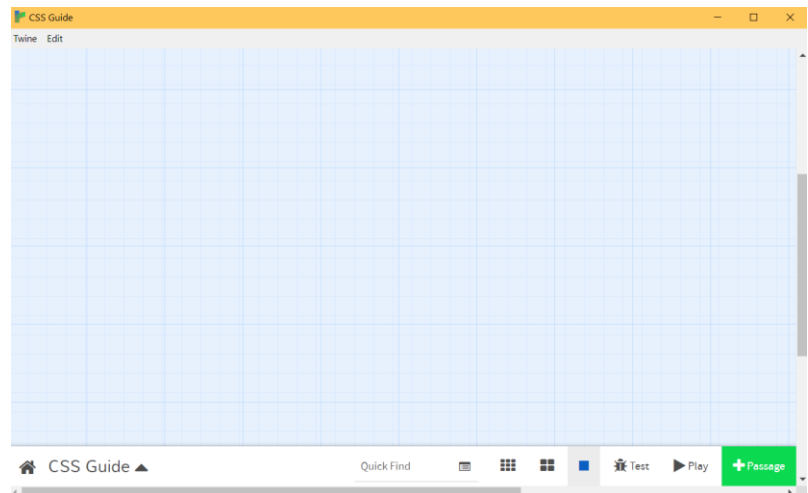 CSS Guide
Twine Edit
CSS Guide
Quick Find
Test
Play
Passage